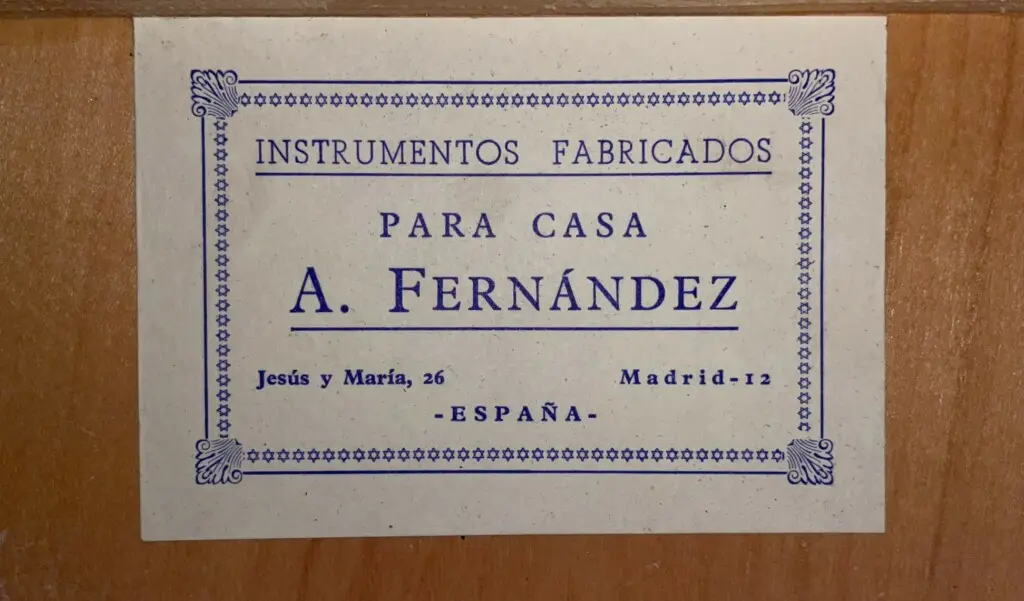 INSTRUMENTOS FABRICADOS
PARA CASA
A. FERNÁNDEZ
Jesús y María, 26 Madrid-12
-ESPAÑA-